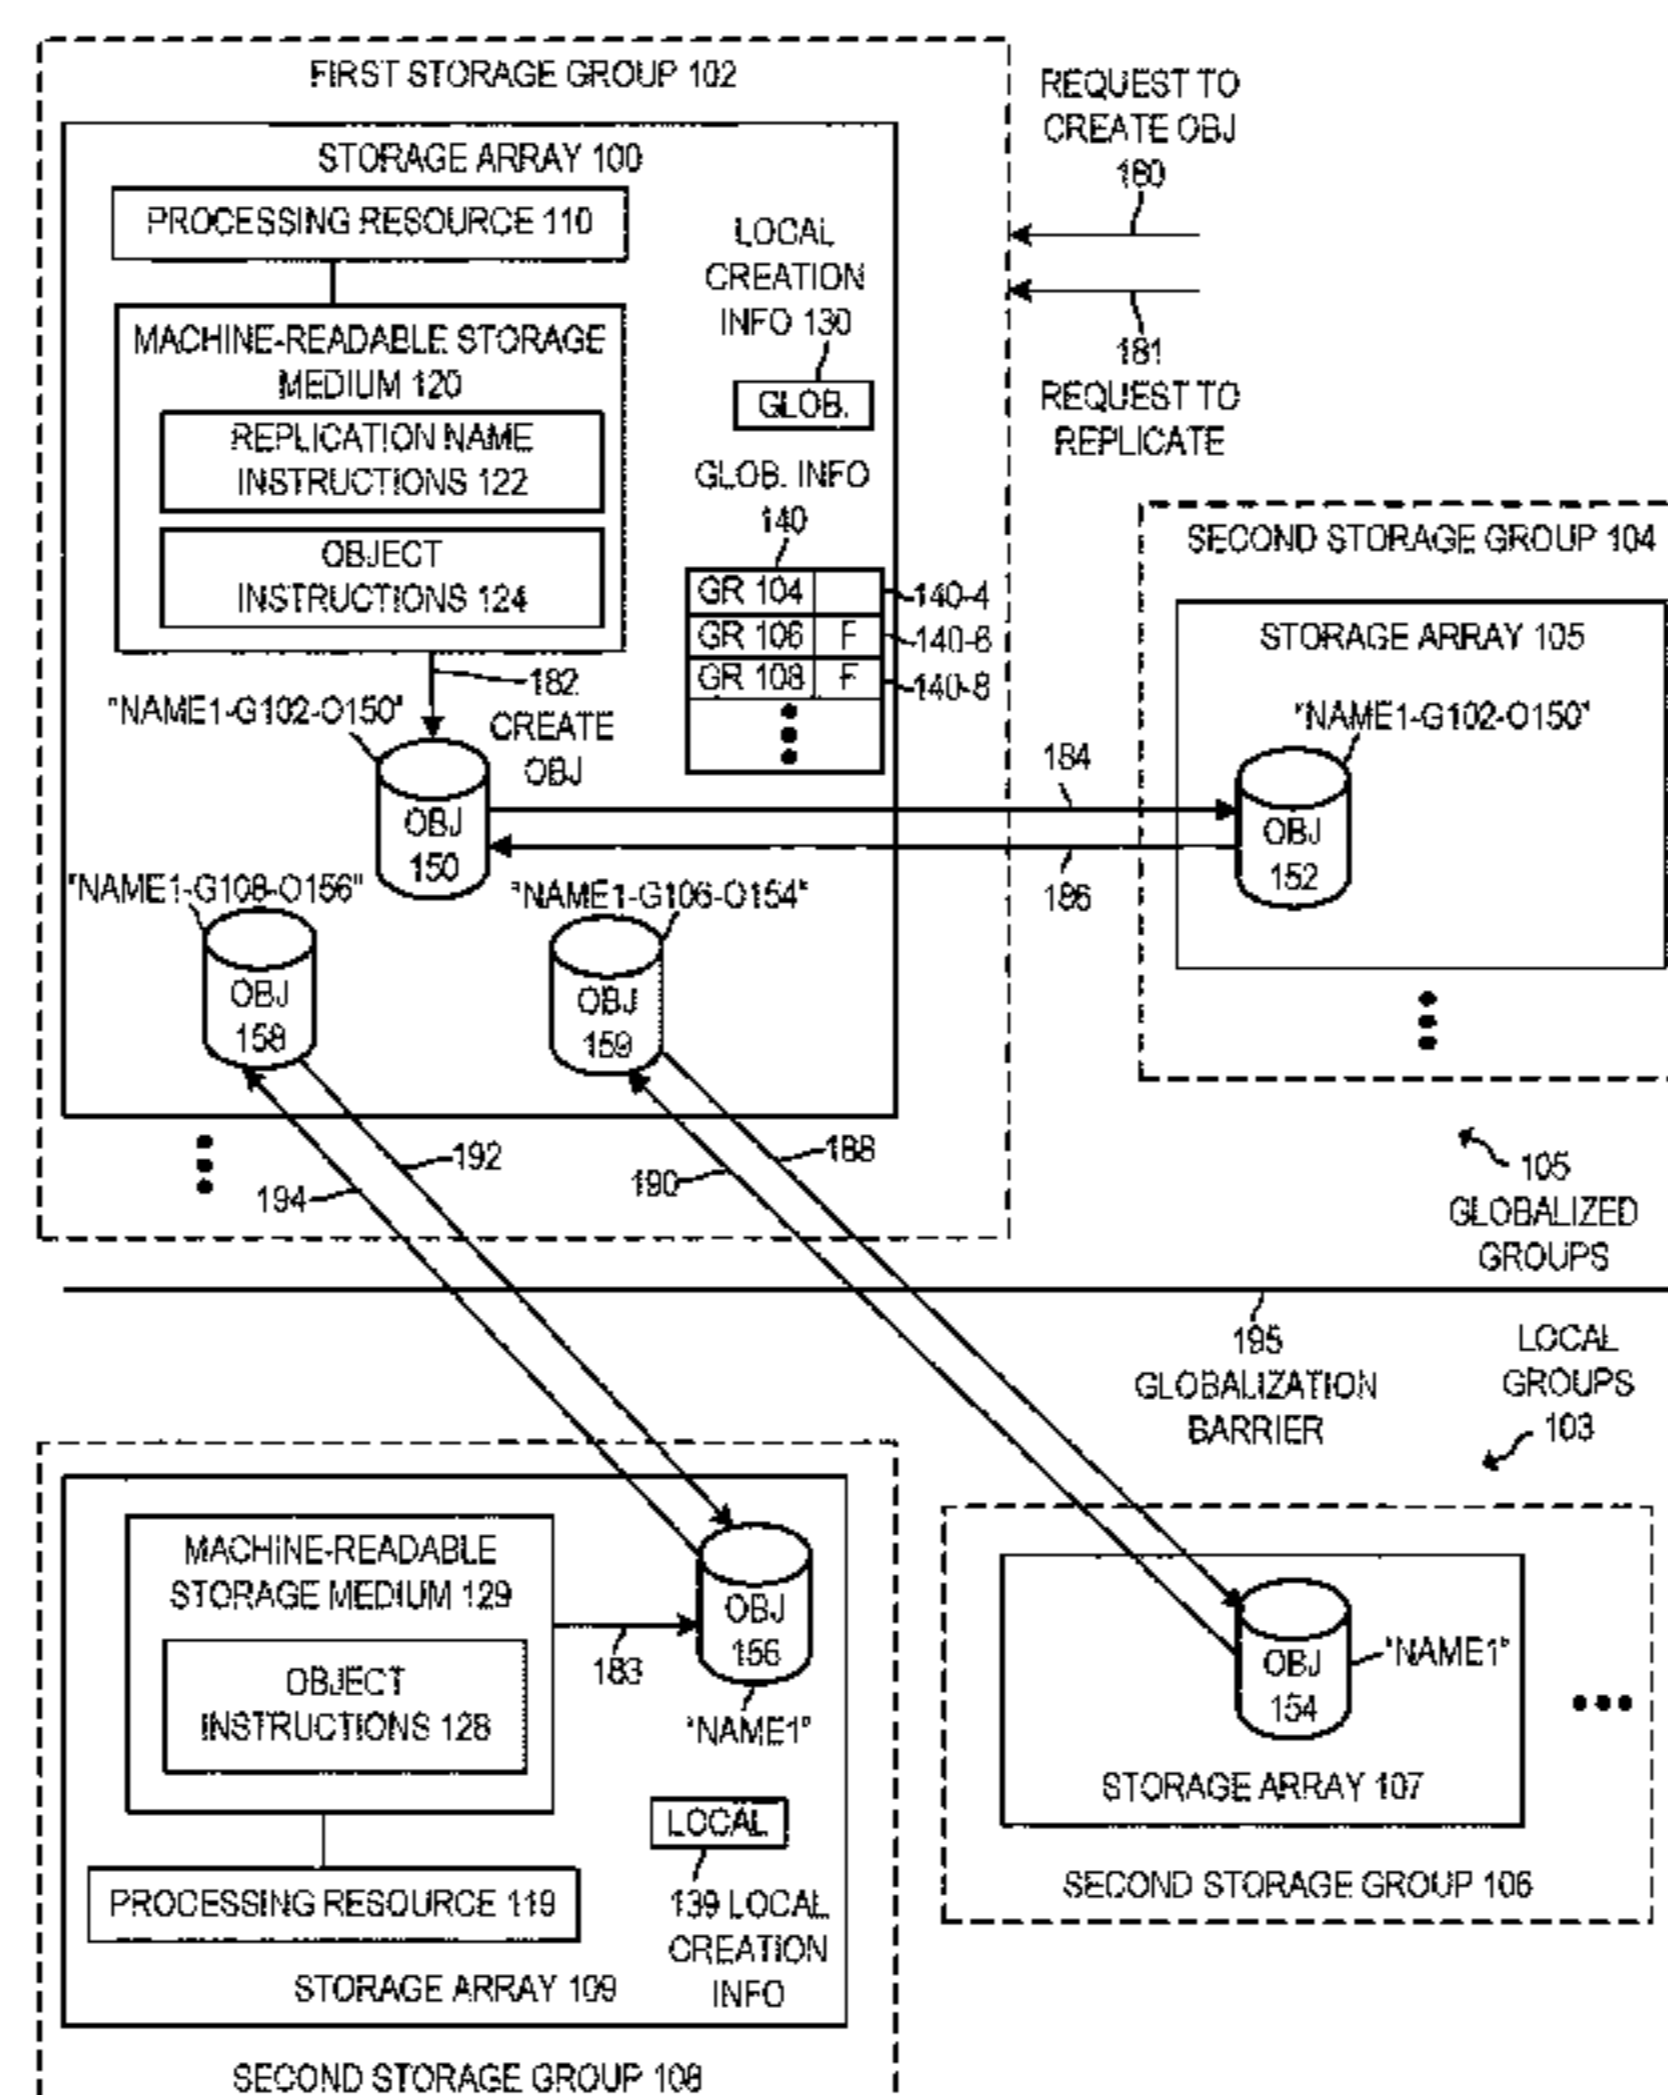 FIRST STORAGE GROUP 102
STORAGE ARRAY 100
PROCESSING RESOURCE 110
MACHINE-READABLE STORAGE
MEDIUM 120
REPLICATION NAME
INSTRUCTIONS 122
OBJECT
INSTRUCTIONS 124
LOCAL
CREATION
INFO 130
GLOB.
GLOB. INFO
140
GR 104
140-4
GR 106 F
140-6
GR 108 F
140-8
REQUEST TO
CREATE OBJ
180
181
REQUEST TO
REPLICATE
182
CREATE
OBJ
"NAME1-G102-O150"
OBJ
150
"NAME1-G108-O156"
OBJ
158
"NAME1-G106-O154"
OBJ
159
184
186
SECOND STORAGE GROUP 104
STORAGE ARRAY 105
"NAME1-G102-O150"
OBJ
152
192
194
188
190
105
GLOBALIZED
GROUPS
195
GLOBALIZATION
BARRIER
LOCAL
GROUPS
103
MACHINE-READABLE
STORAGE MEDIUM 129
OBJECT
INSTRUCTIONS 128
183
OBJ
156
"NAME1"
LOCAL
139 LOCAL
CREATION
INFO
PROCESSING RESOURCE 119
STORAGE ARRAY 109
SECOND STORAGE GROUP 108
OBJ
154
"NAME1"
STORAGE ARRAY 107
SECOND STORAGE GROUP 106